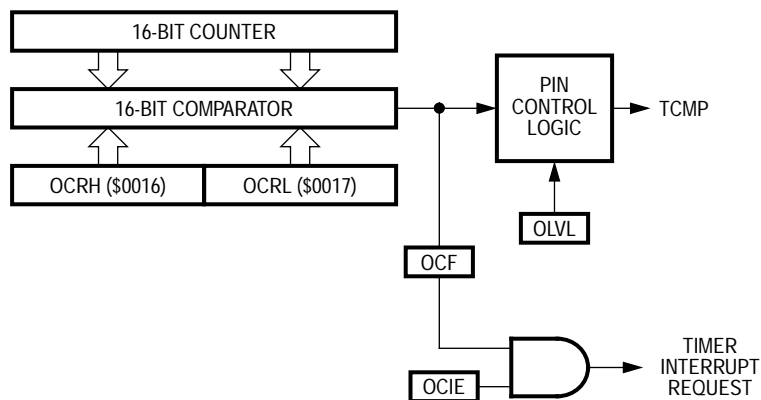 16-BIT COUNTER
16-BIT COMPARATOR
PIN
CONTROL
LOGIC
TCMP
OCRH ($0016)
OCRL ($0017)
OLVL
OCF
OCIE
TIMER
INTERRUPT
REQUEST